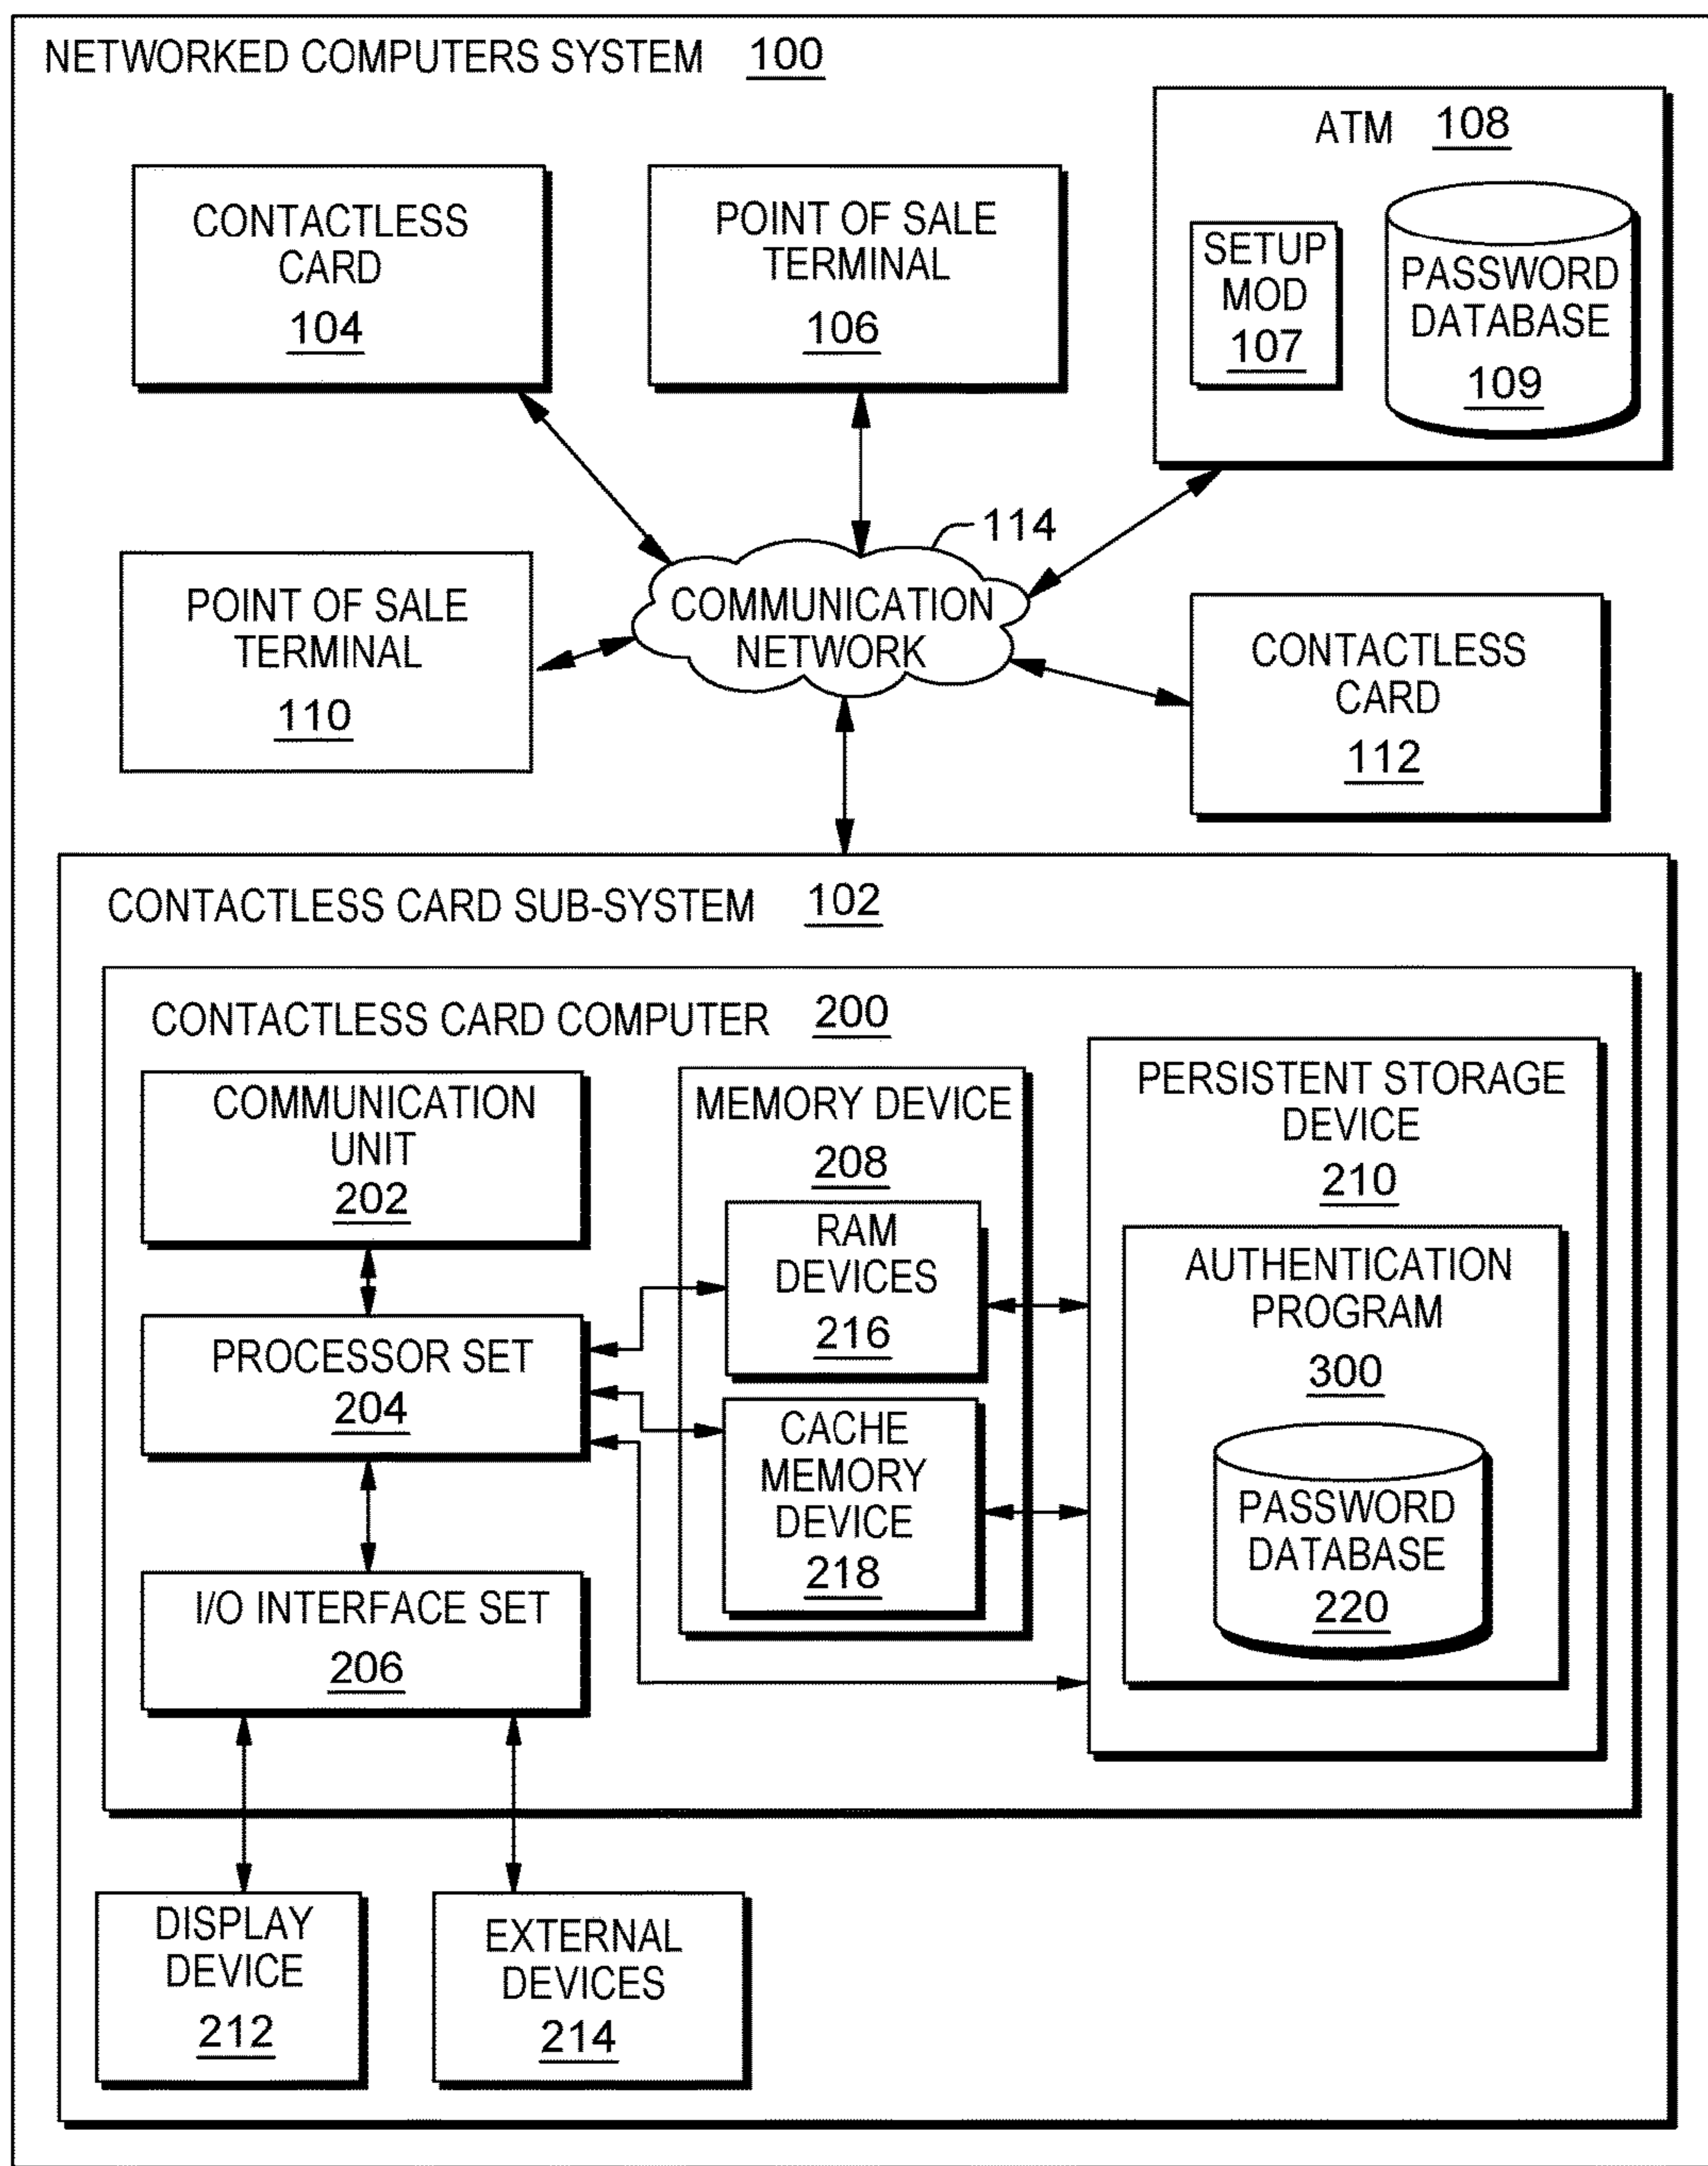 NETWORKED COMPUTERS SYSTEM 100
CONTACTLESS
CARD
104
POINT OF SALE
TERMINAL
106
ATM 108
SETUP
MOD
107
PASSWORD
DATABASE
109
114
COMMUNICATION
NETWORK
POINT OF SALE
TERMINAL
110
CONTACTLESS
CARD
112
CONTACTLESS CARD SUB-SYSTEM 102
CONTACTLESS CARD COMPUTER 200
COMMUNICATION
UNIT
202
PROCESSOR SET
204
I/O INTERFACE SET
206
MEMORY DEVICE
208
RAM
DEVICES
216
CACHE
MEMORY
DEVICE
218
PERSISTENT STORAGE
DEVICE
210
AUTHENTICATION
PROGRAM
300
PASSWORD
DATABASE
220
DISPLAY
DEVICE
212
EXTERNAL
DEVICES
214